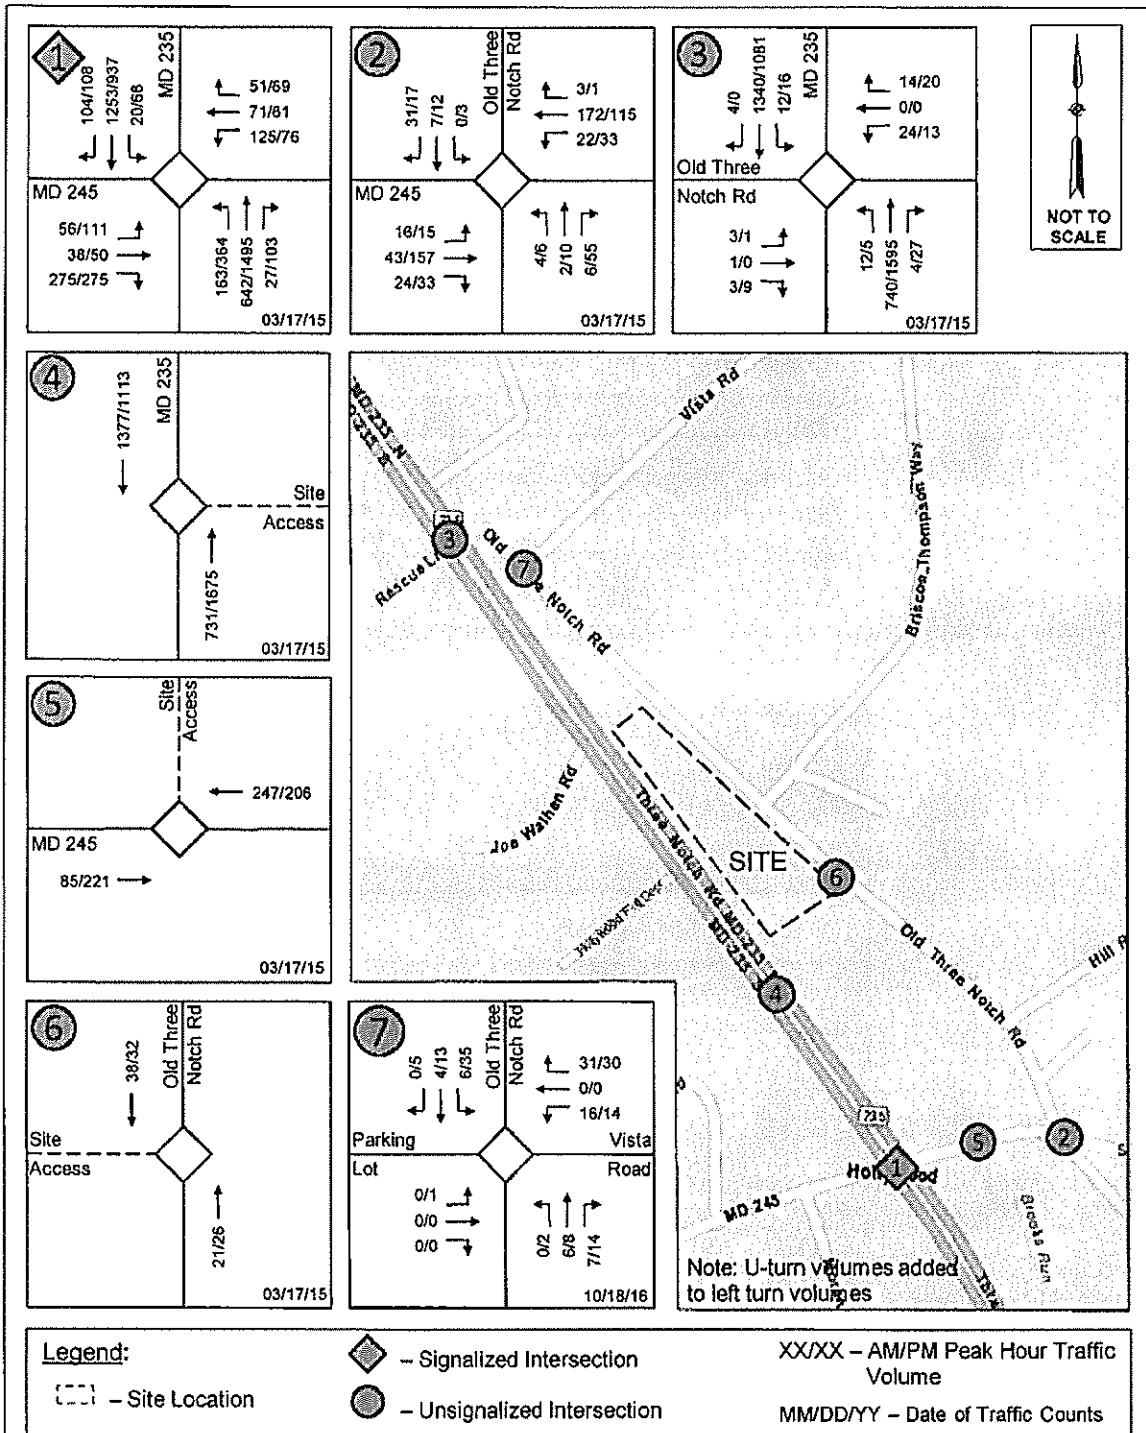 1
104/108
1253/937
20/68
MD 235
51/69
71/61
125/76
MD 245
56/111
38/50
275/275
163/364
642/1495
27/103
03/17/15
2
31/17
7/12
0/3
Old Three
Notch Rd
3/1
172/115
22/33
MD 245
16/15
43/157
24/33
4/6
2/10
6/55
03/17/15
3
4/0
1340/1081
12/16
MD 235
14/20
0/0
24/13
Old Three
Notch Rd
3/1
1/0
3/9
12/5
740/1595
4/27
03/17/15
NOT TO
SCALE
4
1377/1113
MD 235
Site
Access
731/1675
03/17/15
5
Site
Access
247/206
MD 245
85/221
03/17/15
6
38/32
Old Three
Notch Rd
Site
Access
21/26
03/17/15
7
0/5
4/13
6/35
Old Three
Notch Rd
31/30
0/0
16/14
Parking
Lot
Vista
Road
0/1
0/0
0/0
0/2
6/8
7/14
10/18/16
Vista Rd
Briscoe Thompson Way
3
7
Old
Notch Rd
Joe Walhen Rd
Three Notch Rd MD 235
SITE
6
Old Three Notch Rd
4
235
5
2
1
MD 245
Note: U-turn volumes added
to left turn volumes
Legend:
– Site Location
– Signalized Intersection
– Unsignalized Intersection
XX/XX – AM/PM Peak Hour Traffic
Volume
MM/DD/YY – Date of Traffic Counts